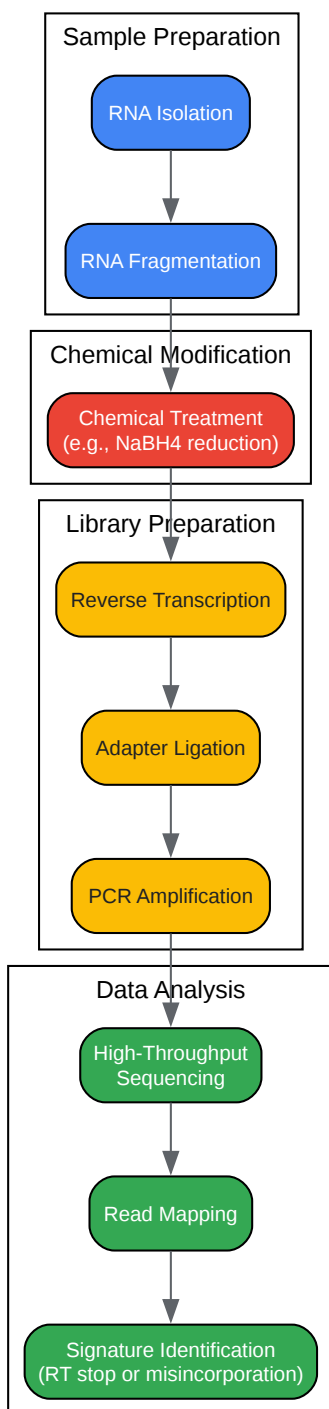 Sample Preparation
RNA Isolation
RNA Fragmentation
Chemical Modification
Chemical Treatment
(e.g., NaBH4 reduction)
Library Preparation
Reverse Transcription
Adapter Ligation
PCR Amplification
Data Analysis
High-Throughput
Sequencing
Read Mapping
Signature Identification
(RT stop or misincorporation)